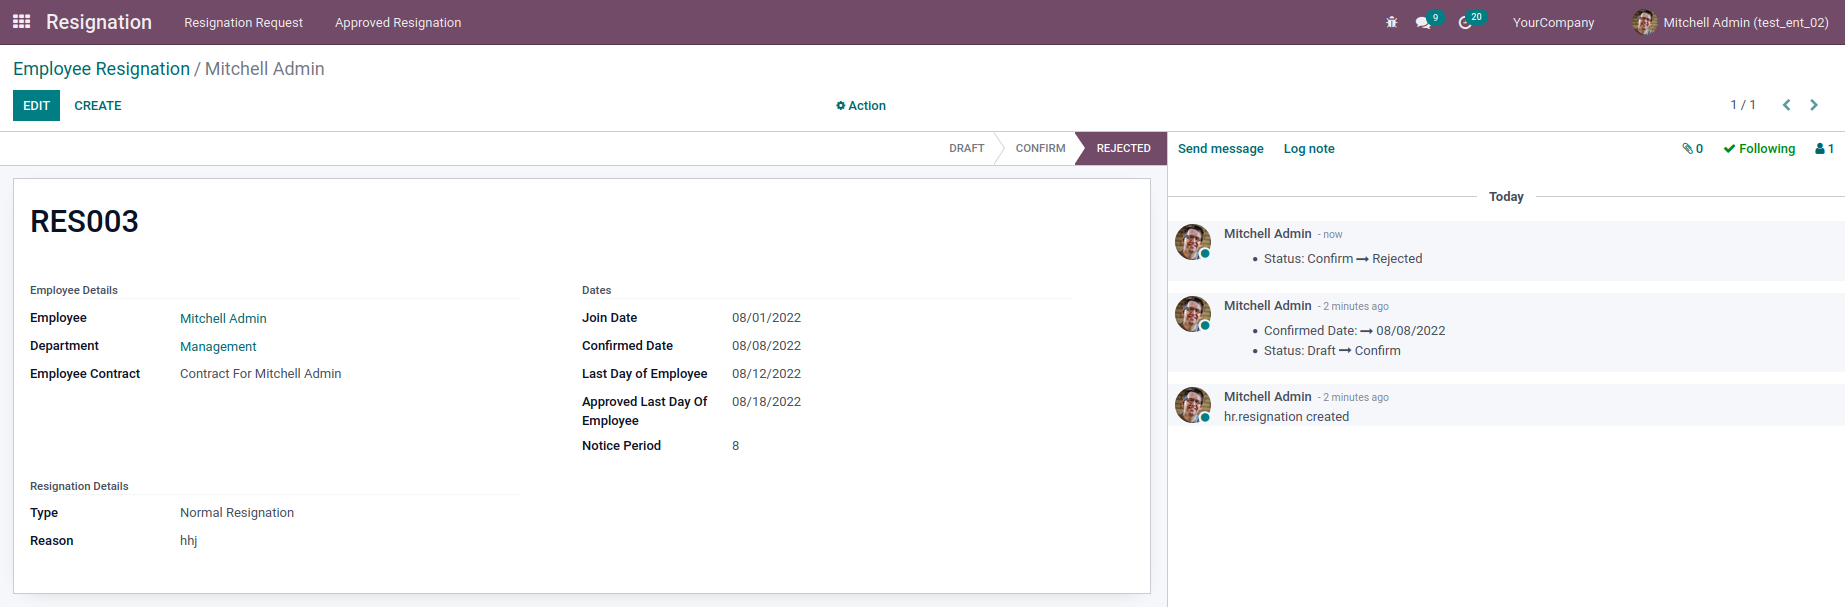 Resignation Resignation Request Approved Resignation 9 20 YourCompany Mitchell Admin (test_ent_02)
Employee Resignation / Mitchell Admin
EDIT CREATE Action 1 / 1
DRAFT CONFIRM REJECTED
RES003
Employee Details
Employee Mitchell Admin
Department Management
Employee Contract Contract For Mitchell Admin
Dates
Join Date 08/01/2022
Confirmed Date 08/08/2022
Last Day of Employee 08/12/2022
Approved Last Day Of 08/18/2022
Employee
Notice Period 8
Resignation Details
Type Normal Resignation
Reason hhj
Send message Log note 0 Following 1
Today
Mitchell Admin - now
• Status: Confirm → Rejected
Mitchell Admin - 2 minutes ago
• Confirmed Date: → 08/08/2022
• Status: Draft → Confirm
Mitchell Admin - 2 minutes ago
hr.resignation created